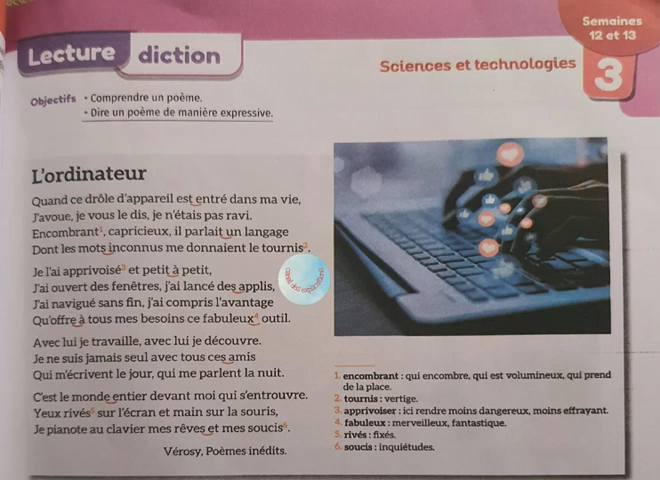 Semaines
12 et 13
Lecture diction
Sciences et technologies 3
Objectifs • Comprendre un poème.
• Dire un poème de manière expressive.
L'ordinateur
Quand ce drôle d'appareil est entré dans ma vie,
J'avoue, je vous le dis, je n'étais pas ravi.
Encombrant¹, capricieux, il parlait un langage
Dont les mots inconnus me donnaient le tournis².
Je l'ai apprivoisé³ et petit à petit,
J'ai ouvert des fenêtres, j'ai lancé des applis,
J'ai navigué sans fin, j'ai compris l'avantage
Qu'offre à tous mes besoins ce fabuleux⁴ outil.
Avec lui je travaille, avec lui je découvre.
Je ne suis jamais seul avec tous ces amis
Qui m'écrivent le jour, qui me parlent la nuit.
C'est le monde entier devant moi qui s'entrouvre.
Yeux rivés⁵ sur l'écran et main sur la souris,
Je pianote au clavier mes rêves et mes soucis⁶.
Vérosy, Poèmes inédits.
1. encombrant : qui encombre, qui est volumineux, qui prend
de la place.
2. tournis : vertige.
3. apprivoiser : ici rendre moins dangereux, moins effrayant.
4. fabuleux : merveilleux, fantastique.
5. rivés : fixés.
6. soucis : inquiétudes.